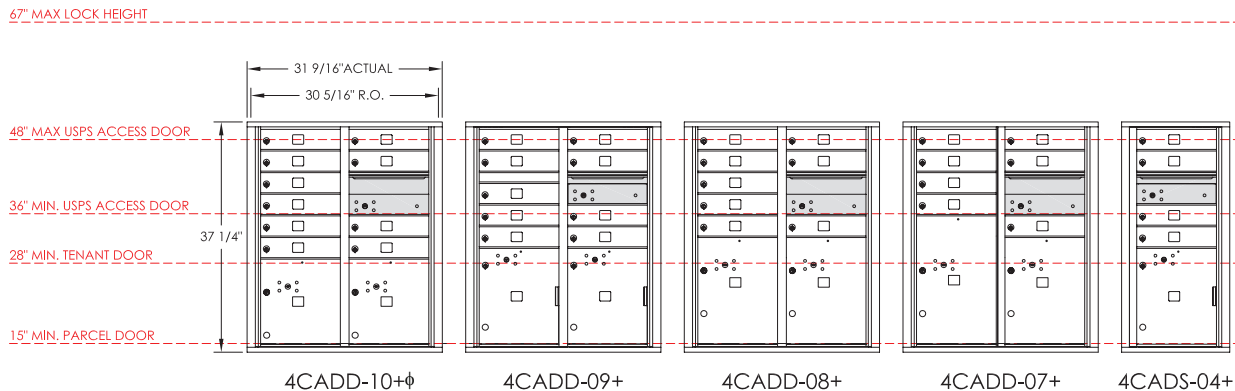 67" MAX LOCK HEIGHT
31 9/16"ACTUAL
30 5/16" R.O.
48" MAX USPS ACCESS DOOR
36" MIN. USPS ACCESS DOOR
37 1/4"
28" MIN. TENANT DOOR
15" MIN. PARCEL DOOR
4CADD-10+ϕ
4CADD-09+
4CADD-08+
4CADD-07+
4CADS-04+